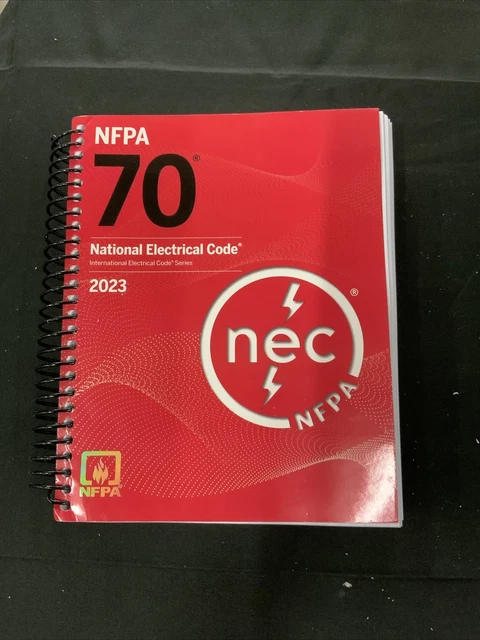 NFPA
70®
National Electrical Code®
International Electrical Code® Series
2023
nec®
NFPA
NFPA